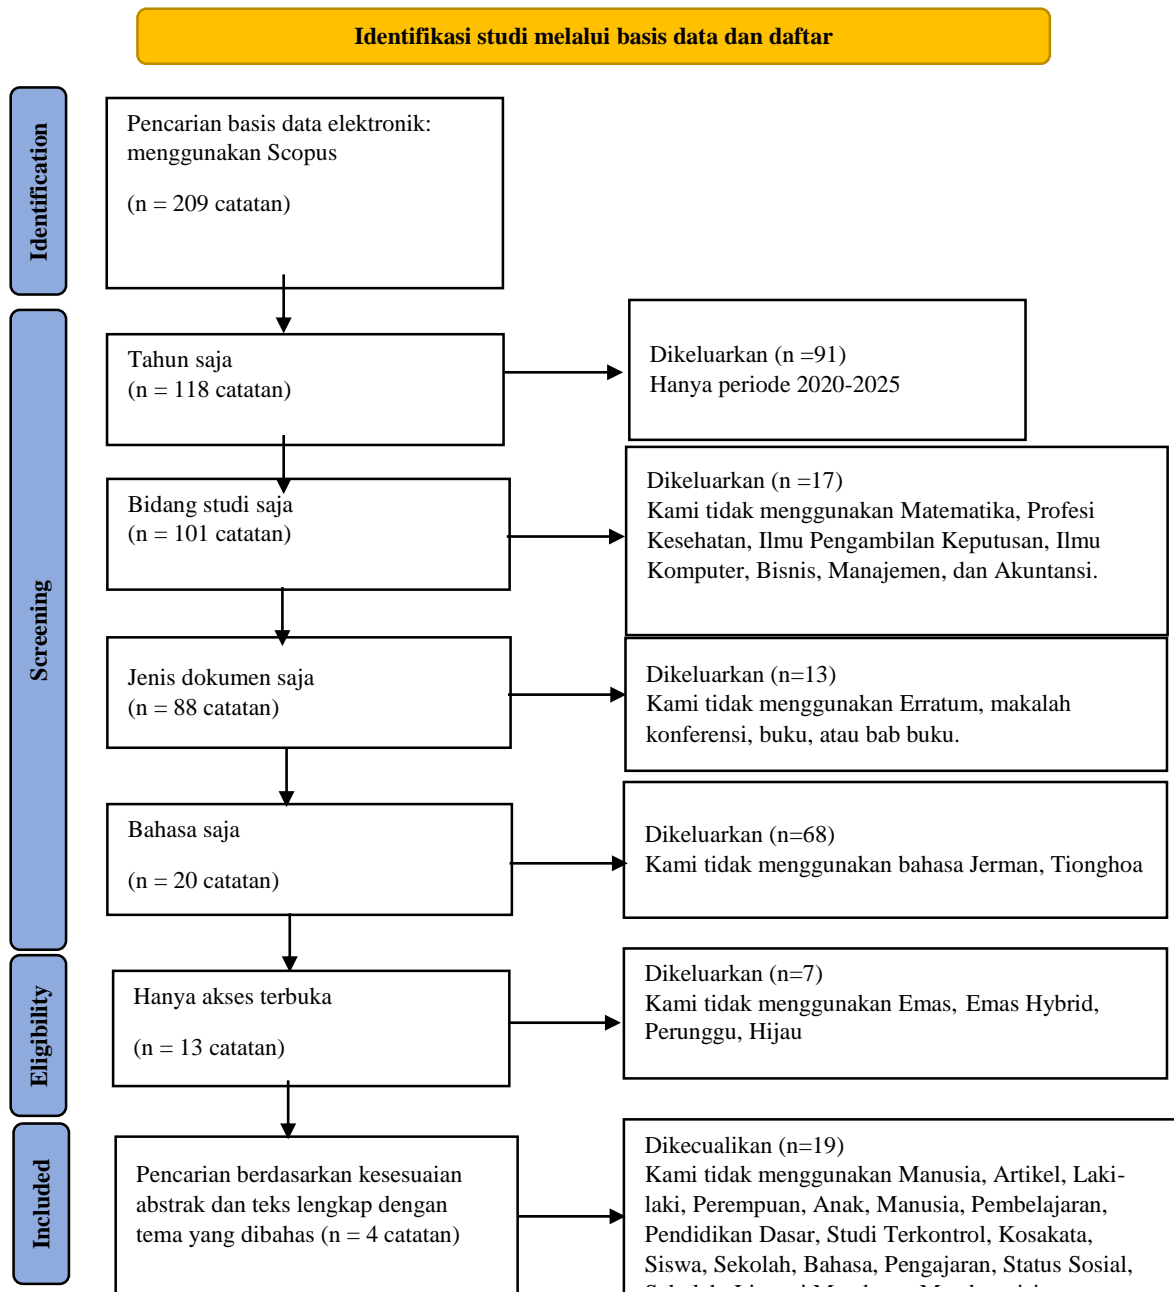 Identifikasi studi melalui basis data dan daftar
Identification
Pencarian basis data elektronik:
menggunakan Scopus
(n = 209 catatan)
Screening
Tahun saja
(n = 118 catatan)
Dikeluarkan (n =91)
Hanya periode 2020-2025
Bidang studi saja
(n = 101 catatan)
Dikeluarkan (n =17)
Kami tidak menggunakan Matematika, Profesi
Kesehatan, Ilmu Pengambilan Keputusan, Ilmu
Komputer, Bisnis, Manajemen, dan Akuntansi.
Jenis dokumen saja
(n = 88 catatan)
Dikeluarkan (n=13)
Kami tidak menggunakan Erratum, makalah
konferensi, buku, atau bab buku.
Bahasa saja
(n = 20 catatan)
Dikeluarkan (n=68)
Kami tidak menggunakan bahasa Jerman, Tionghoa
Eligibility
Hanya akses terbuka
(n = 13 catatan)
Dikeluarkan (n=7)
Kami tidak menggunakan Emas, Emas Hybrid,
Perunggu, Hijau
Included
Pencarian berdasarkan kesesuaian
abstrak dan teks lengkap dengan
tema yang dibahas (n = 4 catatan)
Dikecualikan (n=19)
Kami tidak menggunakan Manusia, Artikel, Laki-
laki, Perempuan, Anak, Manusia, Pembelajaran,
Pendidikan Dasar, Studi Terkontrol, Kosakata,
Siswa, Sekolah, Bahasa, Pengajaran, Status Sosial,